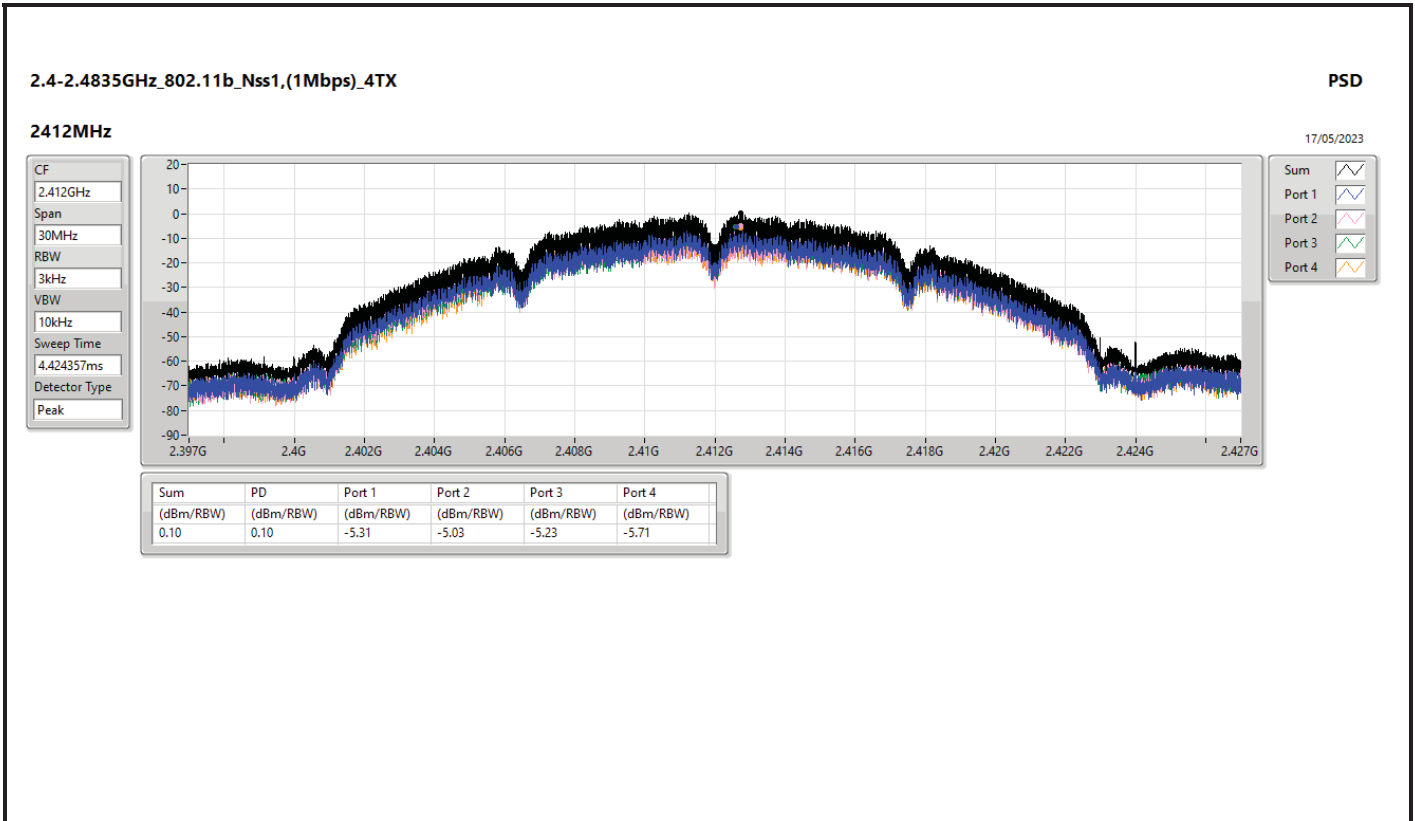 2.4-2.4835GHz_802.11b_Nss1,(1Mbps)_4TX
PSD
2412MHz
17/05/2023
CF
2.412GHz
Span
30MHz
RBW
3kHz
VBW
10kHz
Sweep Time
4.424357ms
Detector Type
Peak
20
10
0
-10
-20
-30
-40
-50
-60
-70
-80
-90
2.397G 2.4G 2.402G 2.404G 2.406G 2.408G 2.41G 2.412G 2.414G 2.416G 2.418G 2.42G 2.422G 2.424G 2.427G
Sum
Port 1
Port 2
Port 3
Port 4
Sum PD Port 1 Port 2 Port 3 Port 4
(dBm/RBW) (dBm/RBW) (dBm/RBW) (dBm/RBW) (dBm/RBW) (dBm/RBW)
0.10 0.10 -5.31 -5.03 -5.23 -5.71